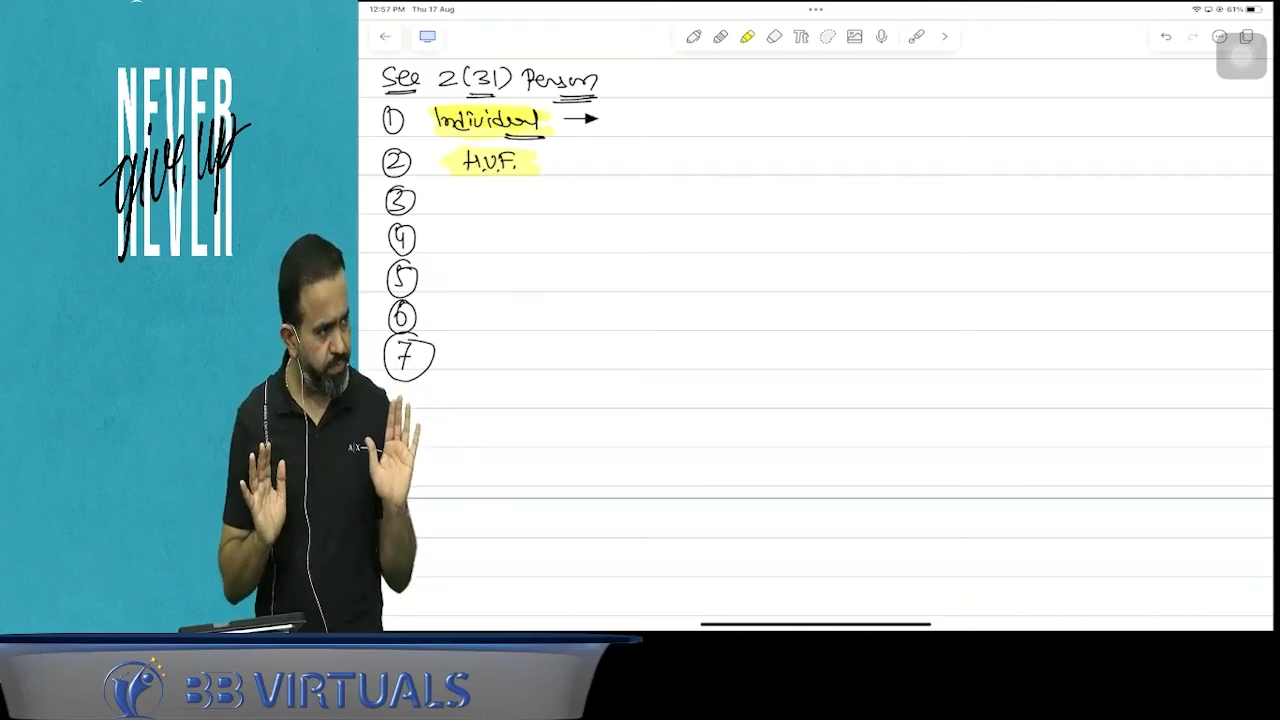 12:57 PM Thu 17 Aug
61%
NEVER
give up
NEVER
See 2(31) Person
1 Individual →
2 H.U.F.
3
4
5
6
7
A|X
BB VIRTUALS